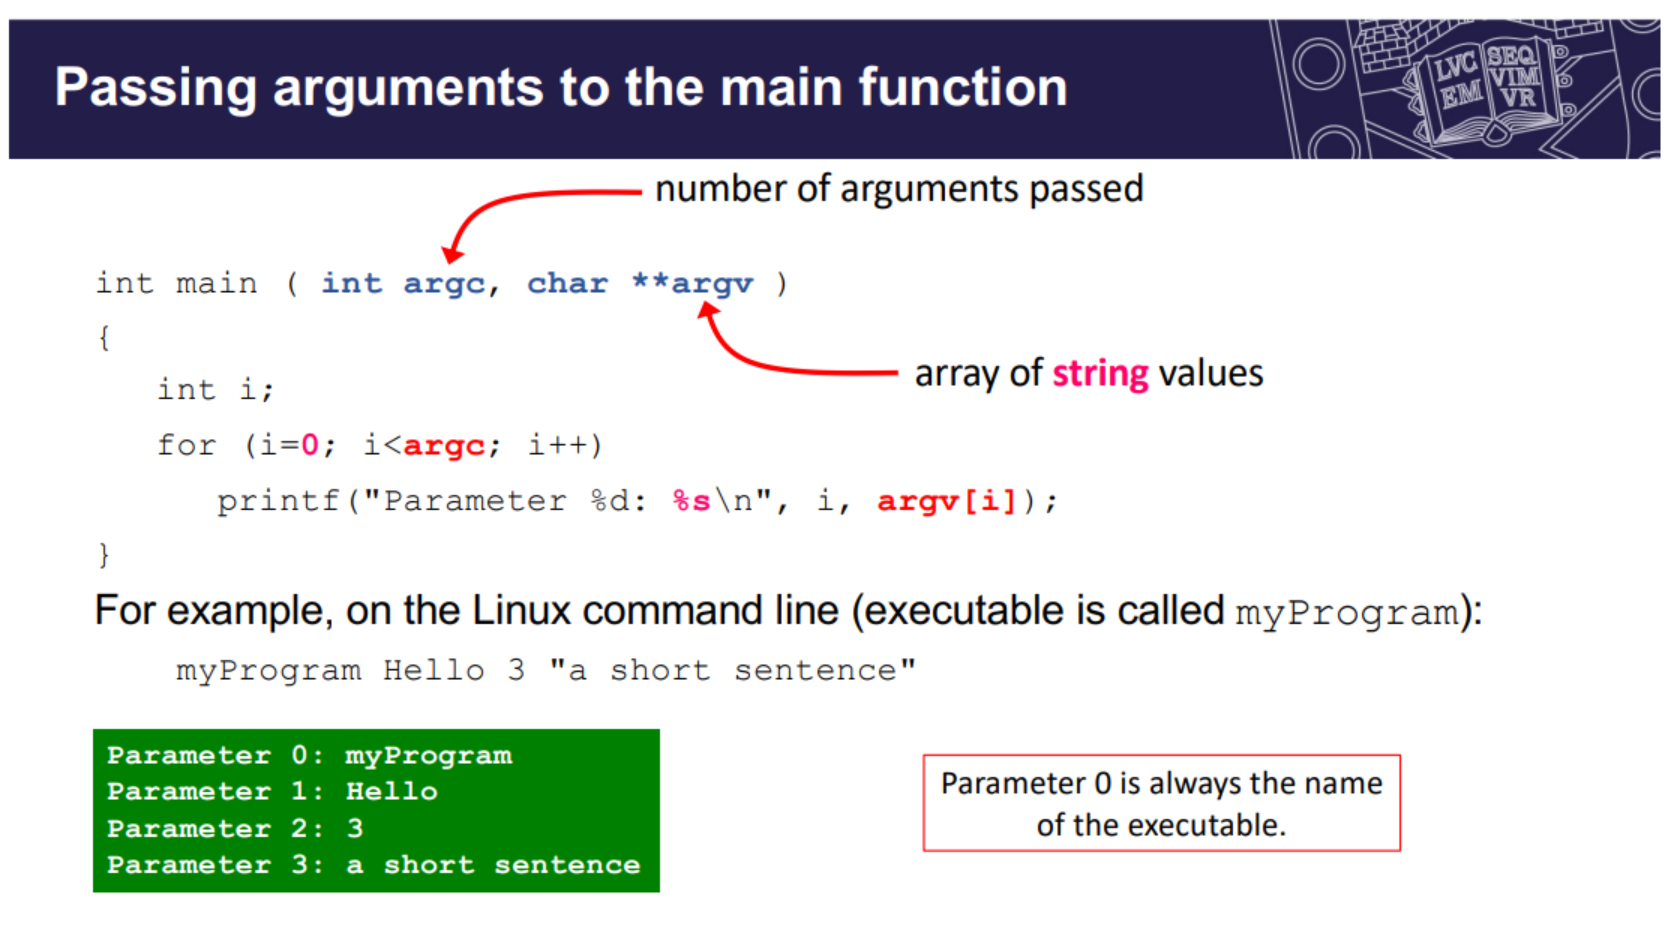 Passing arguments to the main function
LVC SEQ
EM VIM
VR
number of arguments passed
int main ( int argc, char **argv )
{
array of string values
int i;
for (i=0; i<argc; i++)
printf("Parameter %d: %s\n", i, argv[i]);
}
For example, on the Linux command line (executable is called myProgram):
myProgram Hello 3 "a short sentence"
Parameter 0: myProgram
Parameter 1: Hello
Parameter 2: 3
Parameter 3: a short sentence
Parameter 0 is always the name
of the executable.